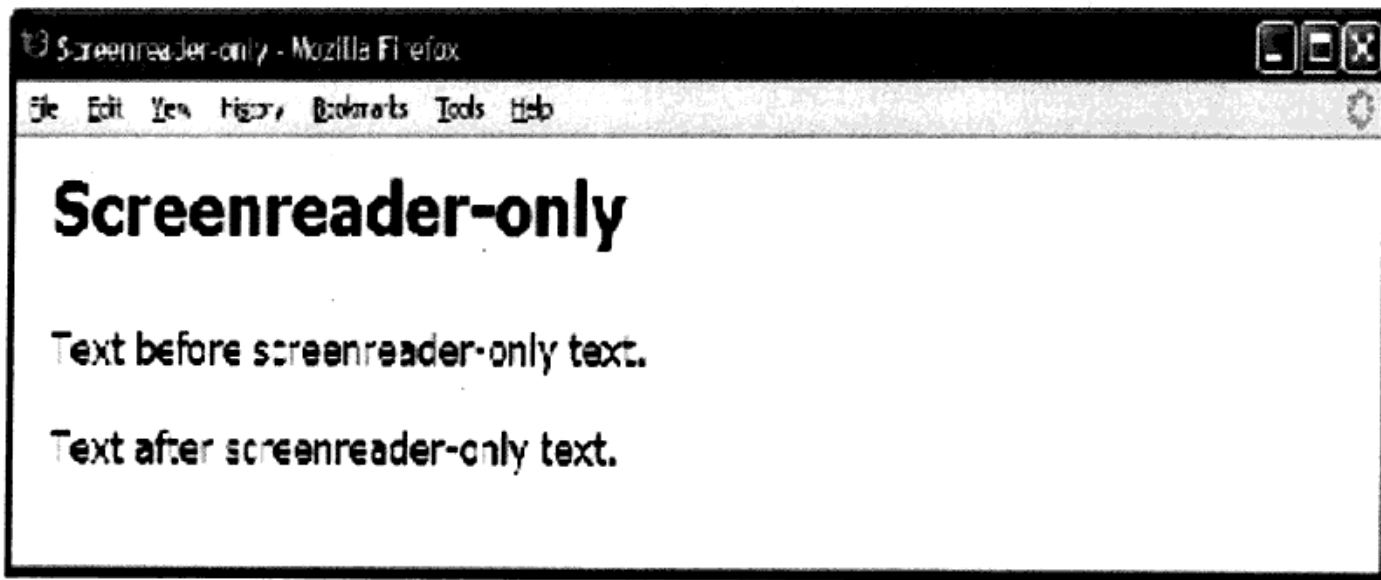 Screenreader-only - Mozilla Firefox
File Edit View History Bookmarks Tools Help
Screenreader-only
Text before screenreader-only text.
Text after screenreader-only text.